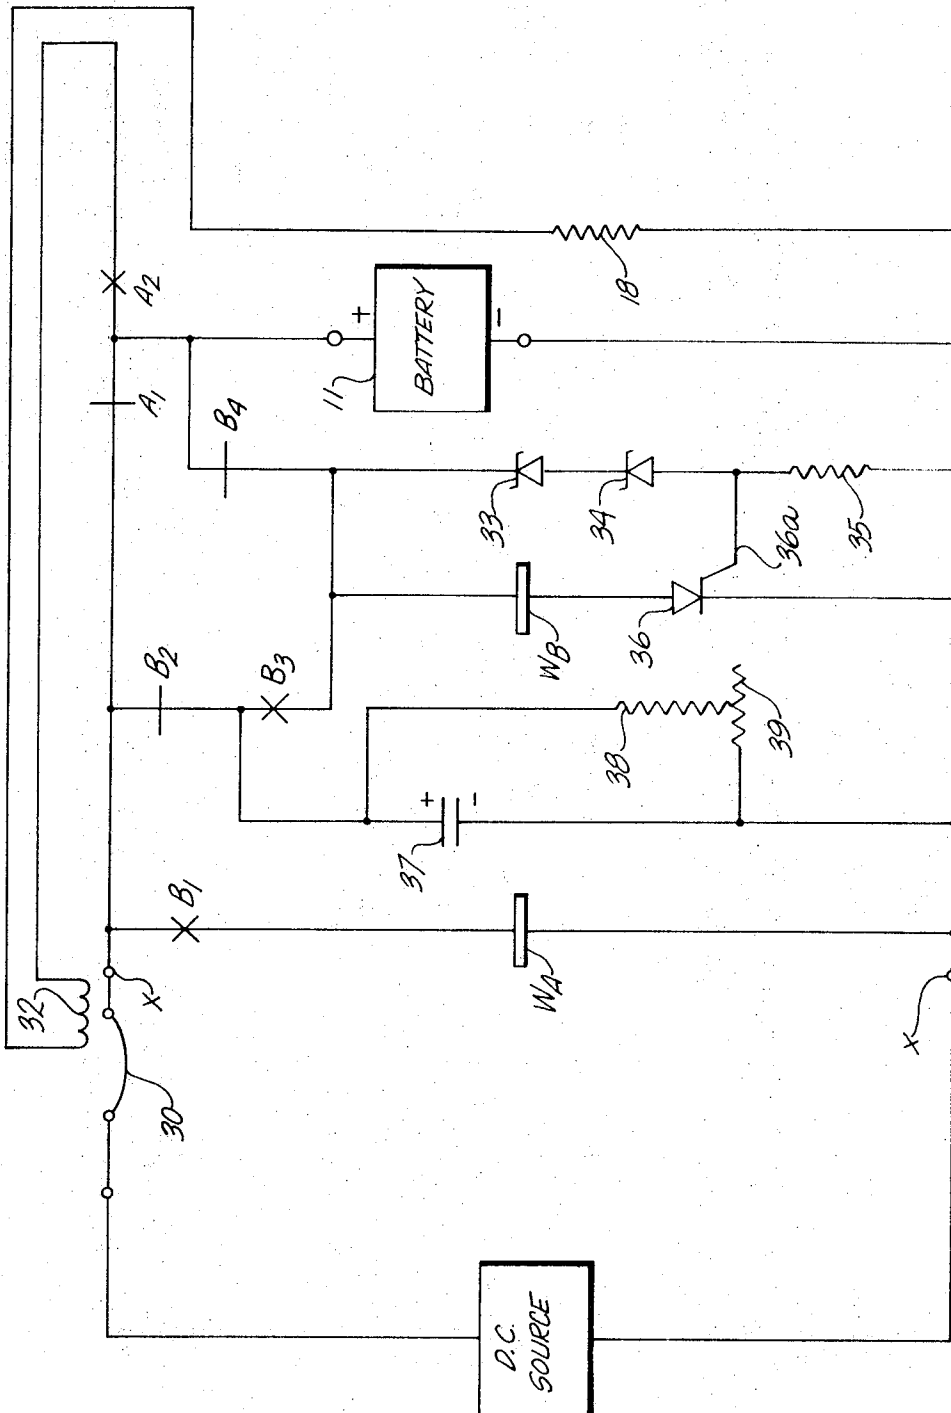 32
X
30
B1
WA
37
+
−
B2
B3
38
39
WB
36
36a
B4
33
34
35
A1
A2
11
+
BATTERY
−
18
X
D.C.
SOURCE